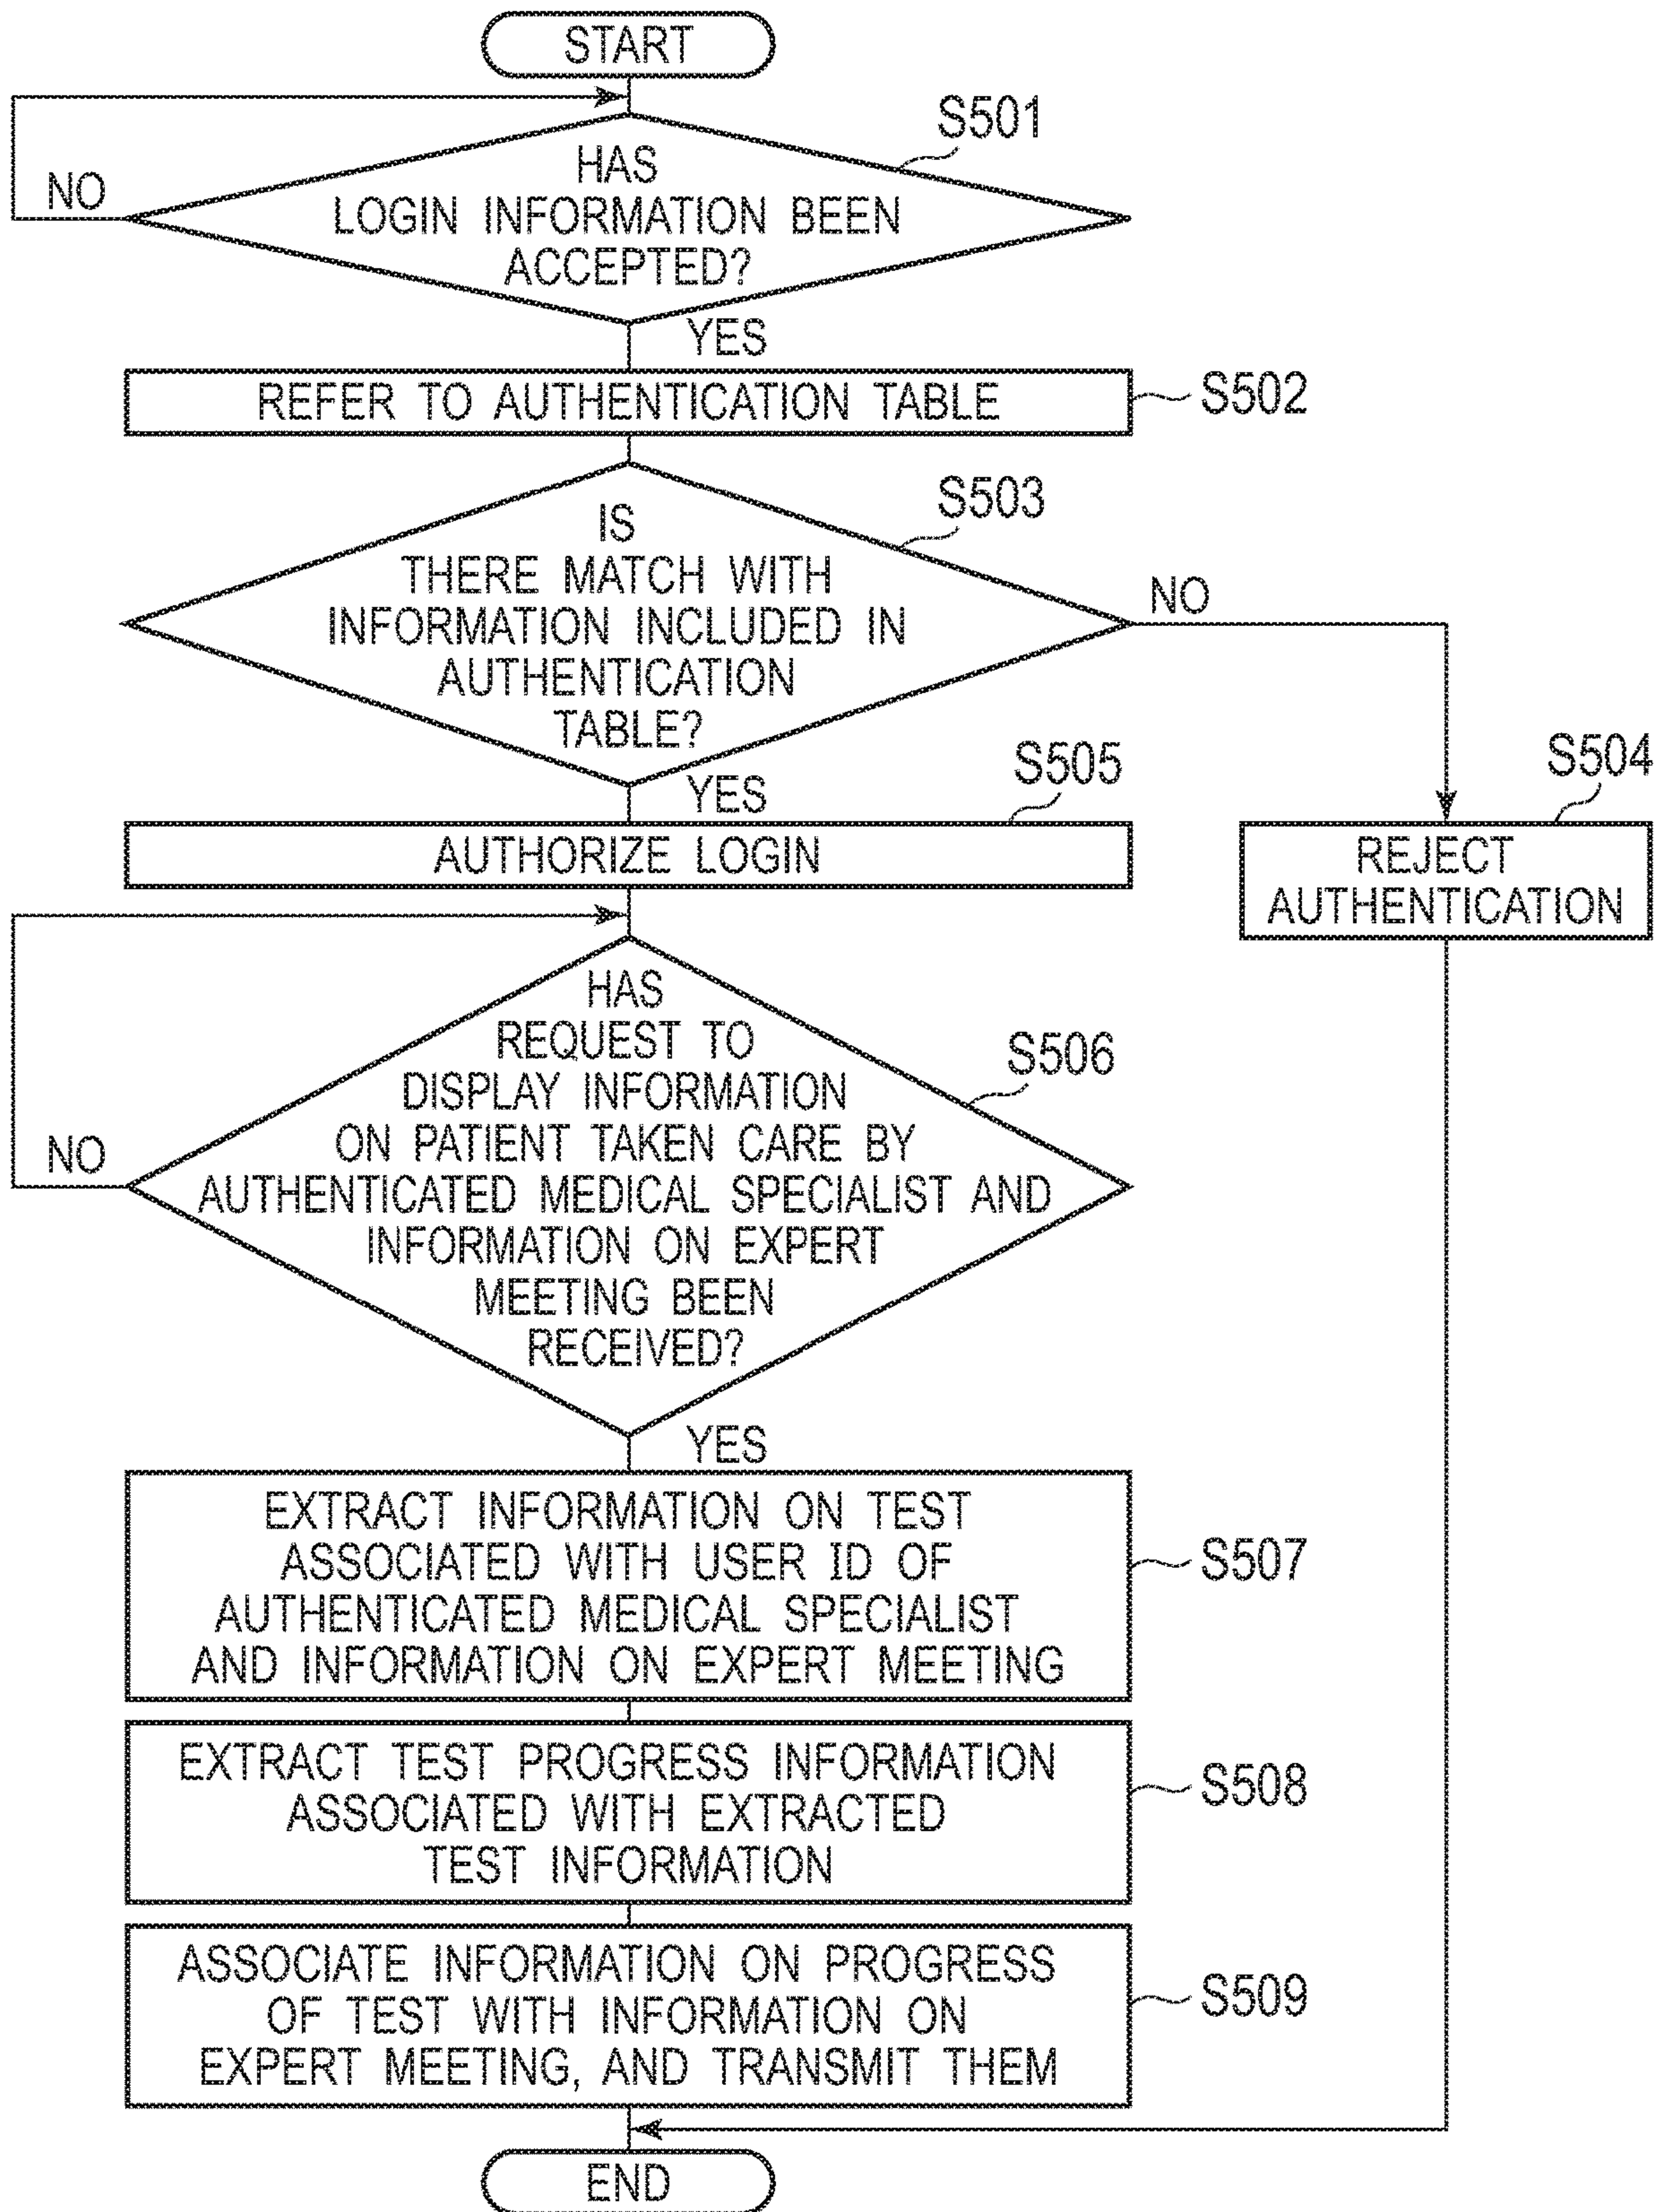 START
S501
HAS
LOGIN INFORMATION BEEN
ACCEPTED?
NO
YES
REFER TO AUTHENTICATION TABLE
S502
S503
IS
THERE MATCH WITH
INFORMATION INCLUDED IN
AUTHENTICATION
TABLE?
NO
YES
S505
AUTHORIZE LOGIN
S504
REJECT
AUTHENTICATION
HAS
REQUEST TO
DISPLAY INFORMATION
ON PATIENT TAKEN CARE BY
AUTHENTICATED MEDICAL SPECIALIST AND
INFORMATION ON EXPERT
MEETING BEEN
RECEIVED?
S506
NO
YES
EXTRACT INFORMATION ON TEST
ASSOCIATED WITH USER ID OF
AUTHENTICATED MEDICAL SPECIALIST
AND INFORMATION ON EXPERT MEETING
S507
EXTRACT TEST PROGRESS INFORMATION
ASSOCIATED WITH EXTRACTED
TEST INFORMATION
S508
ASSOCIATE INFORMATION ON PROGRESS
OF TEST WITH INFORMATION ON
EXPERT MEETING, AND TRANSMIT THEM
S509
END